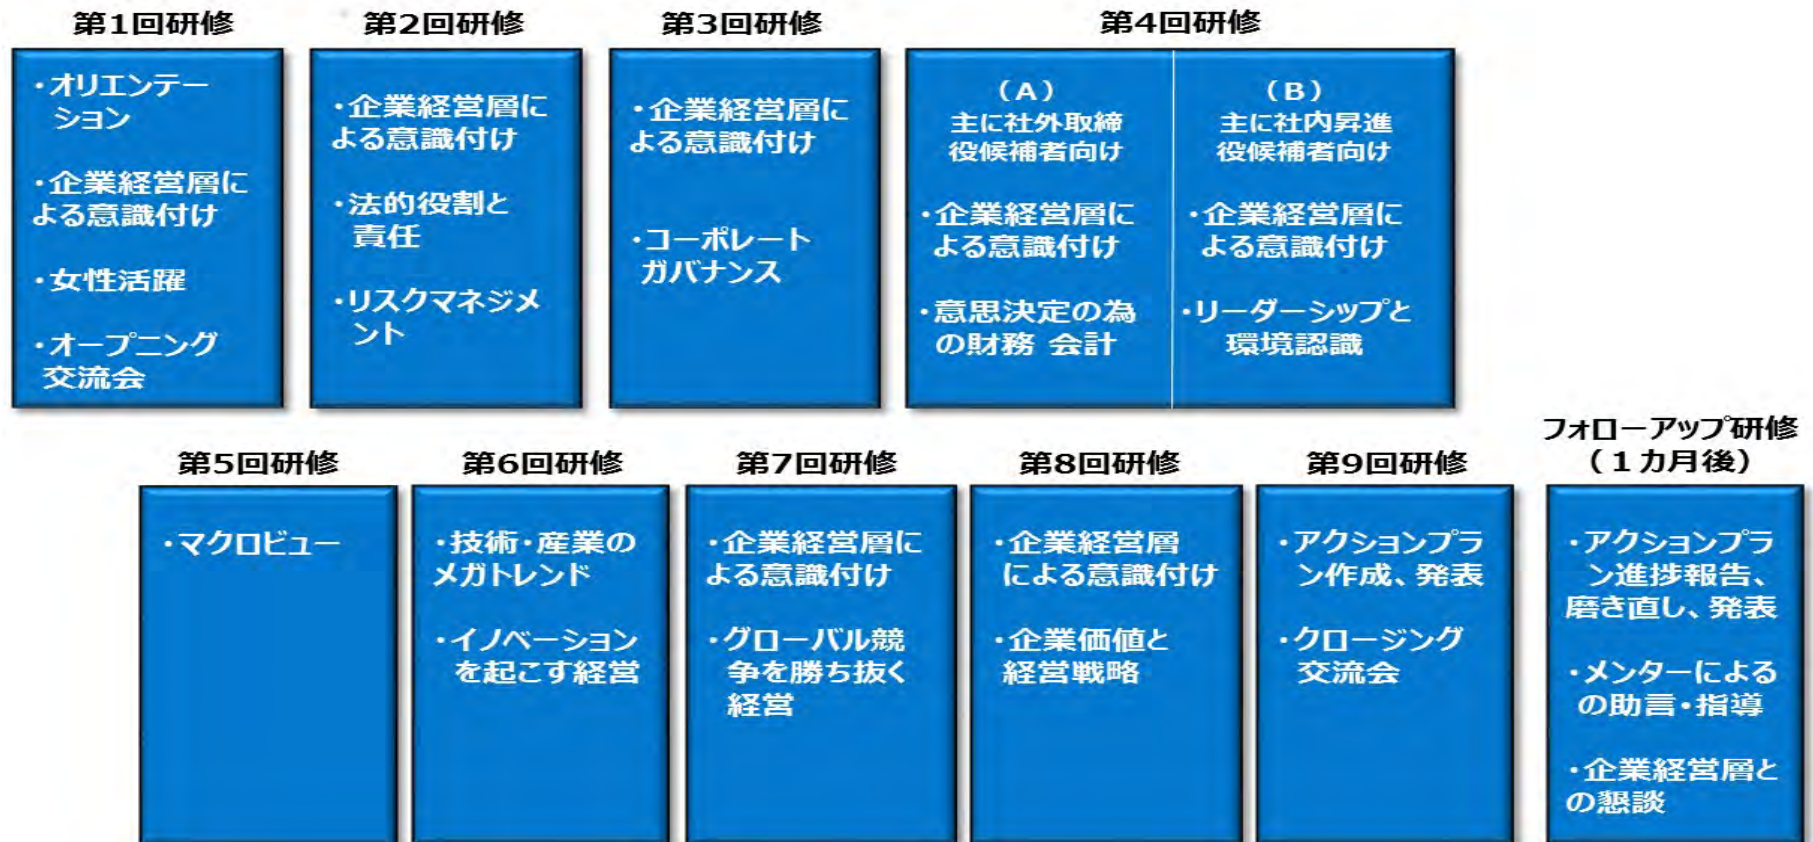 第1回研修
・オリエンテー
ション
・企業経営層に
よる意識付け
・女性活躍
・オープニング
交流会
第2回研修
・企業経営層に
よる意識付け
・法的役割と
責任
・リスクマネジメ
ント
第3回研修
・企業経営層に
よる意識付け
・コーポレート
ガバナンス
第4回研修
（A）
主に社外取締
役候補者向け
・企業経営層に
よる意識付け
・意思決定の為
の財務 会計
（B）
主に社内昇進
役候補者向け
・企業経営層に
よる意識付け
・リーダーシップと
環境認識
第5回研修
・マクロビュー
第6回研修
・技術・産業の
メガトレンド
・イノベーション
を起こす経営
第7回研修
・企業経営層に
よる意識付け
・グローバル競
争を勝ち抜く
経営
第8回研修
・企業経営層
による意識付け
・企業価値と
経営戦略
第9回研修
・アクションプラ
ン作成、発表
・クロージング
交流会
フォローアップ研修
（１カ月後）
・アクションプラ
ン進捗報告、
磨き直し、発表
・メンターによる
の助言・指導
・企業経営層と
の懇談